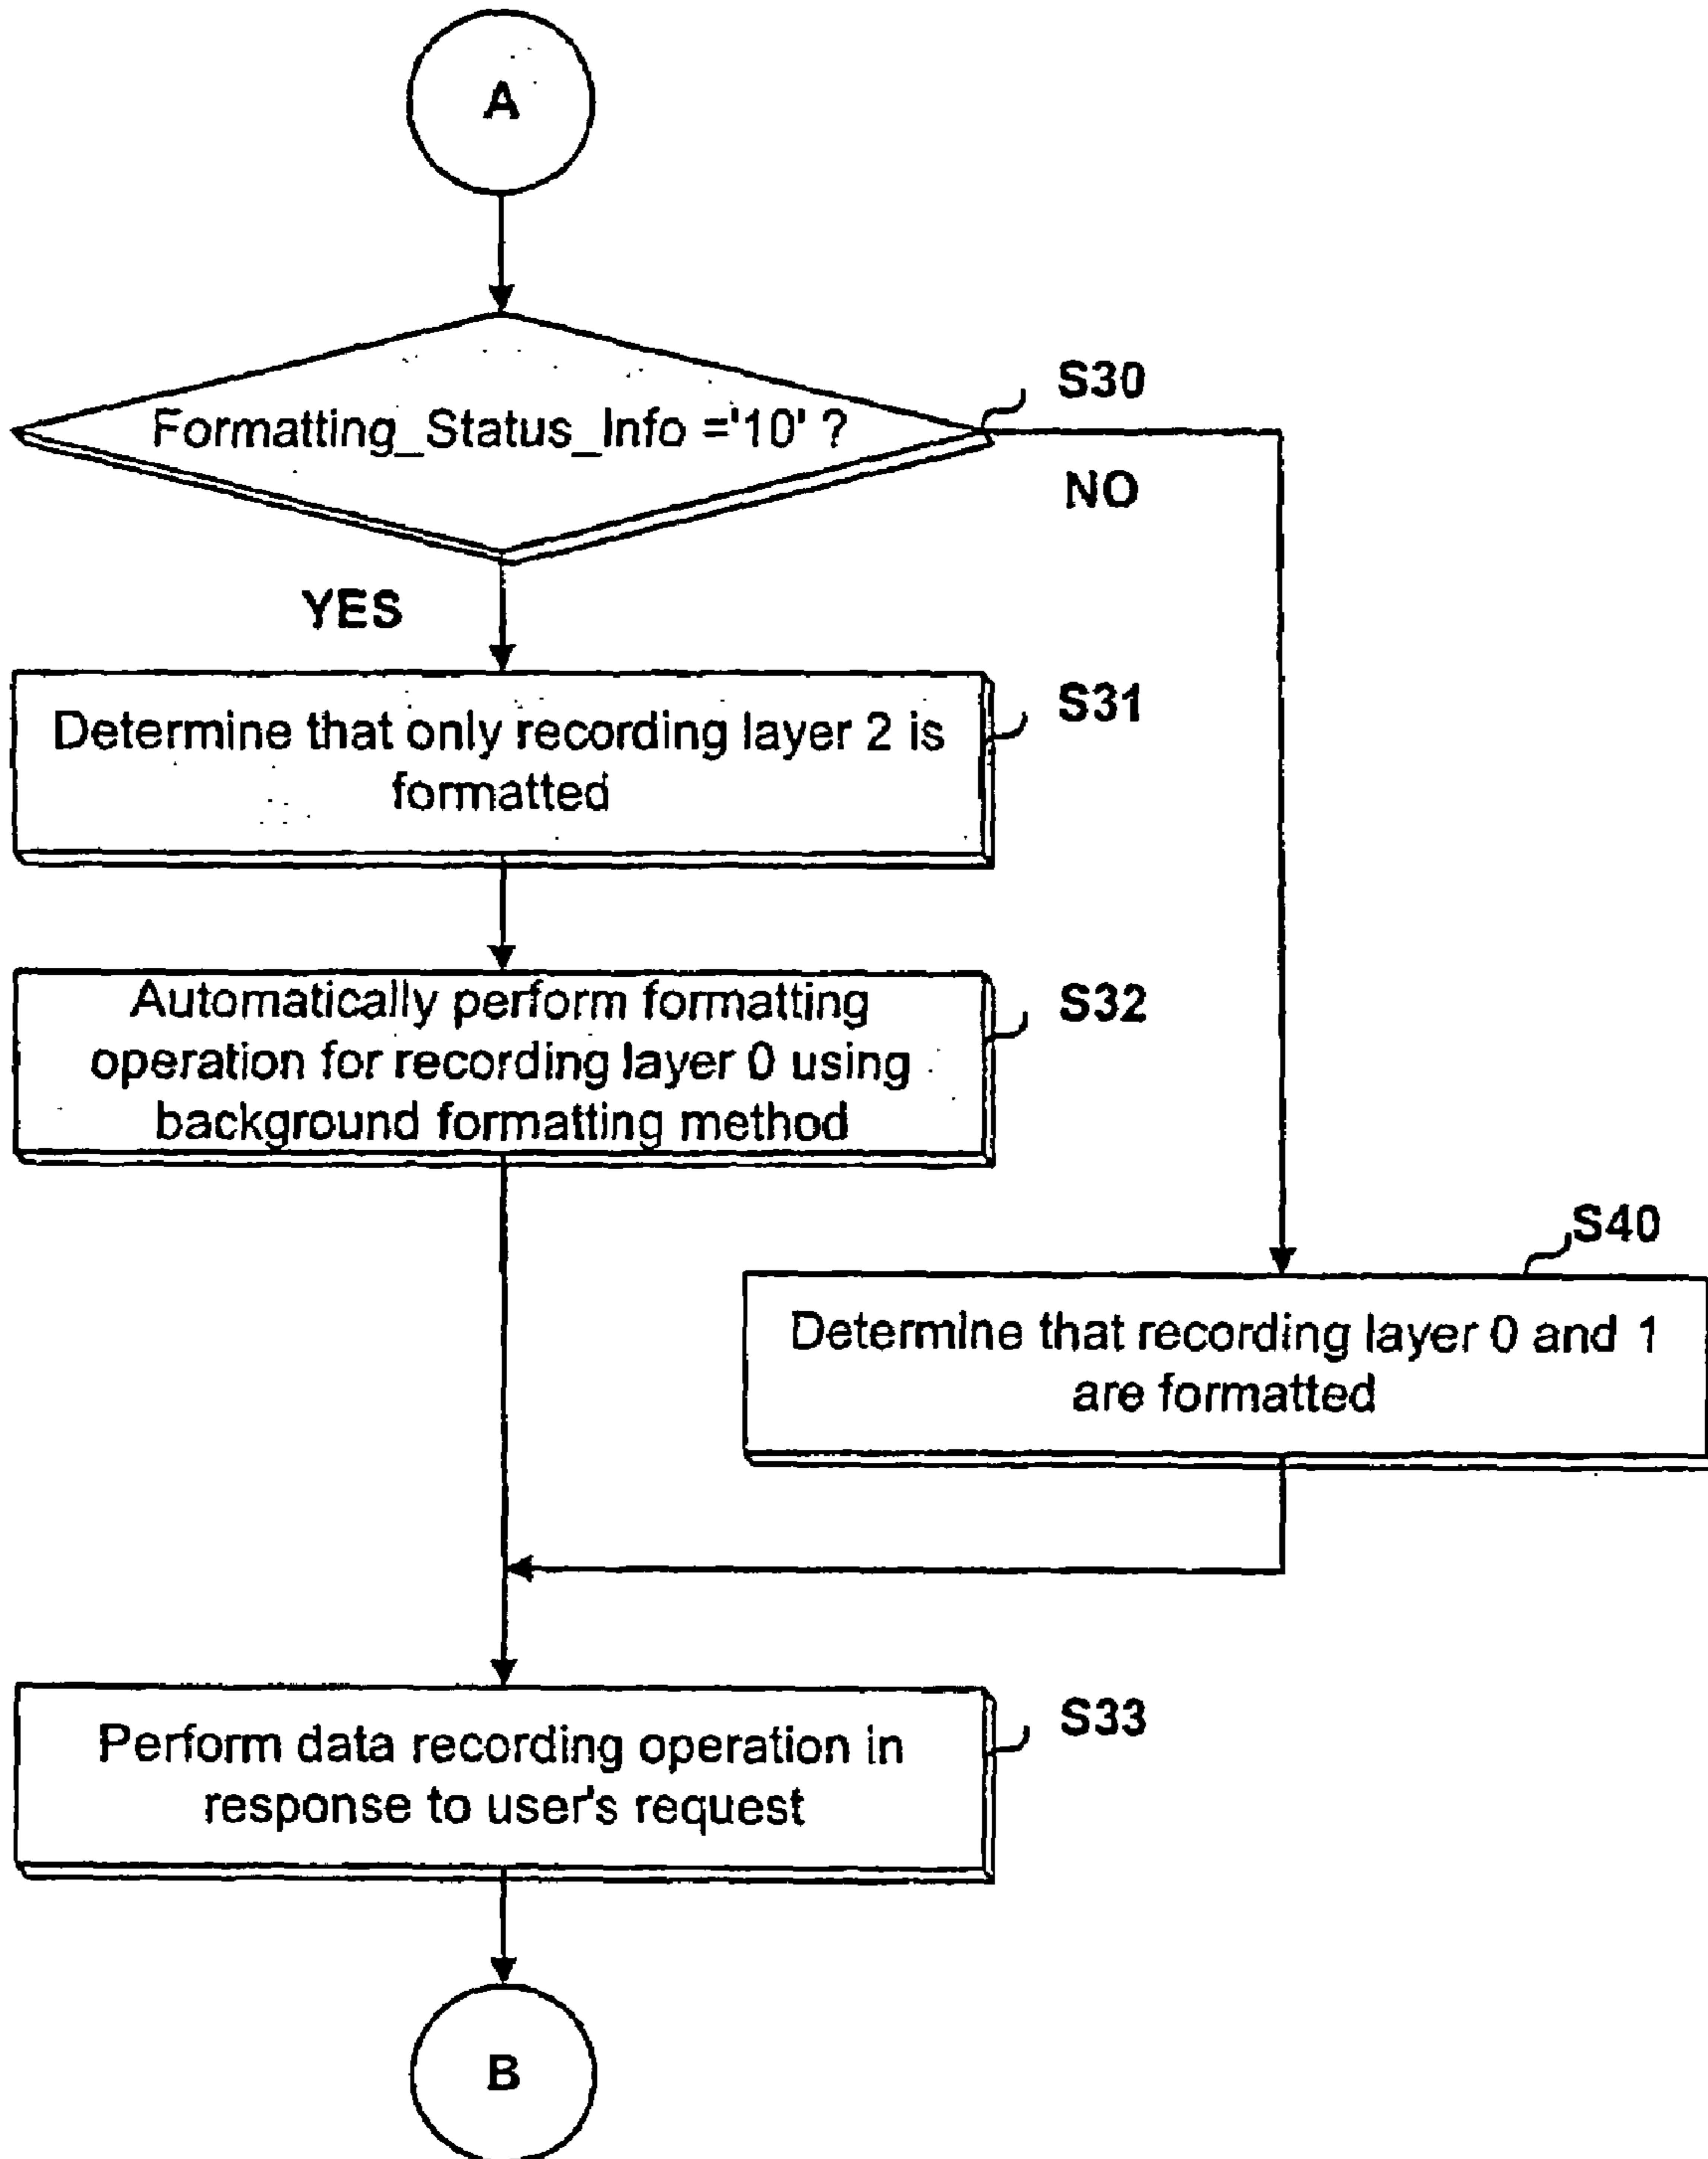 A
Formatting_Status_Info ='10' ?
S30
NO
YES
Determine that only recording layer 2 is
formatted
S31
Automatically perform formatting
operation for recording layer 0 using
background formatting method
S32
S40
Determine that recording layer 0 and 1
are formatted
Perform data recording operation in
response to user's request
S33
B